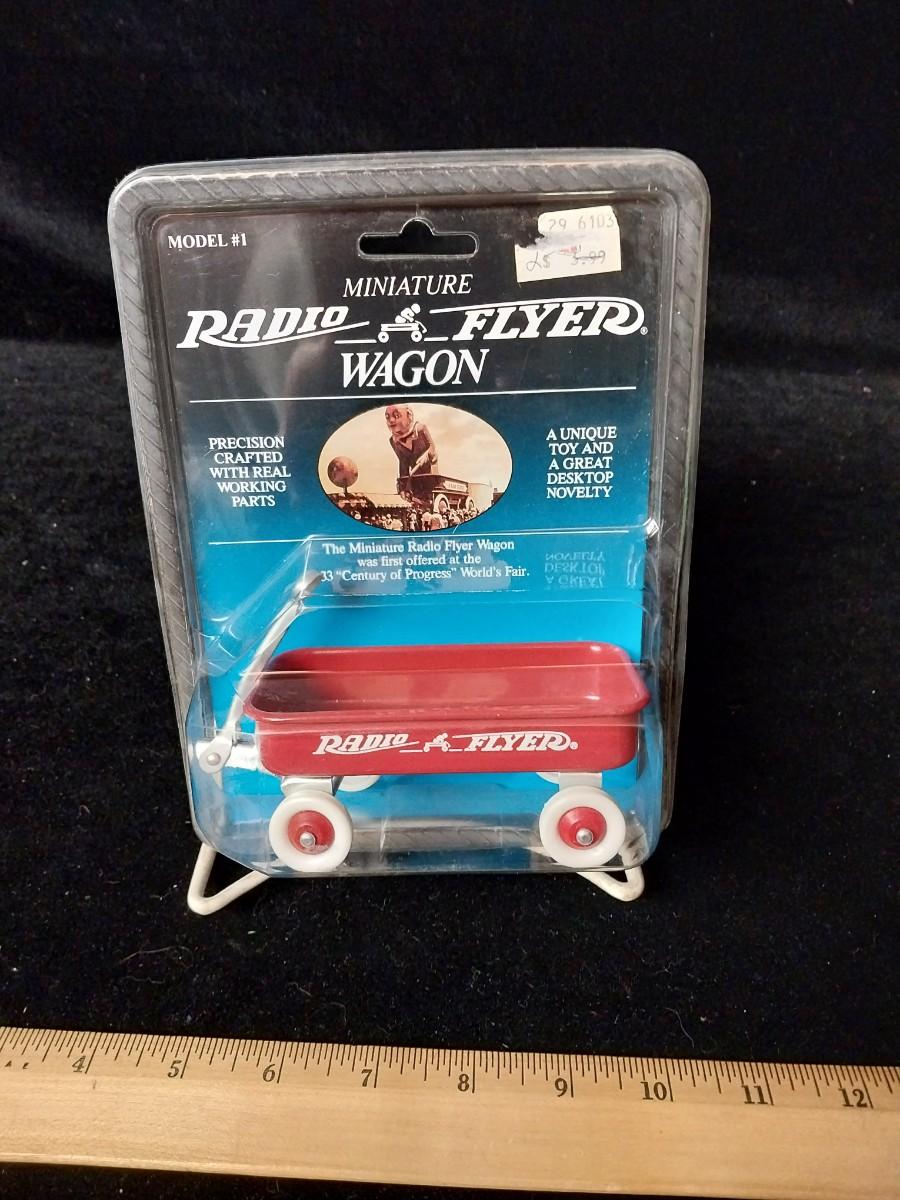 MODEL #1
29 6103
5.99
MINIATURE
RADIO FLYER®
WAGON
PRECISION
CRAFTED
WITH REAL
WORKING
PARTS
A UNIQUE
TOY AND
A GREAT
DESKTOP
NOVELTY
The Miniature Radio Flyer Wagon
was first offered at the
'33 "Century of Progress" World's Fair.
RADIO FLYER®
4 5 6 7 8 9 10 11 12